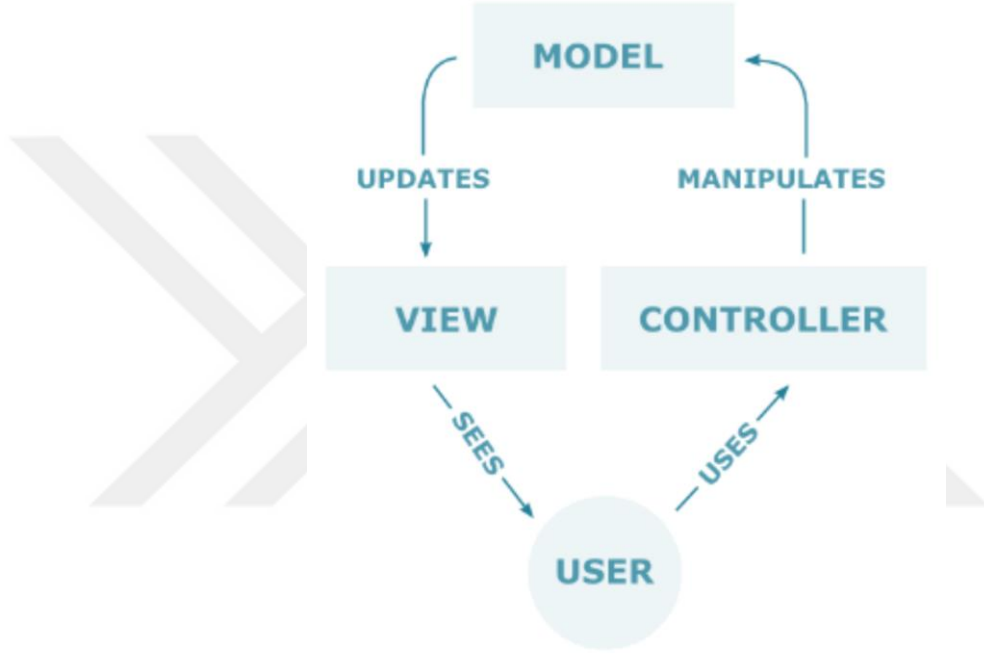 MODEL
UPDATES
MANIPULATES
VIEW
CONTROLLER
SEES
USES
USER